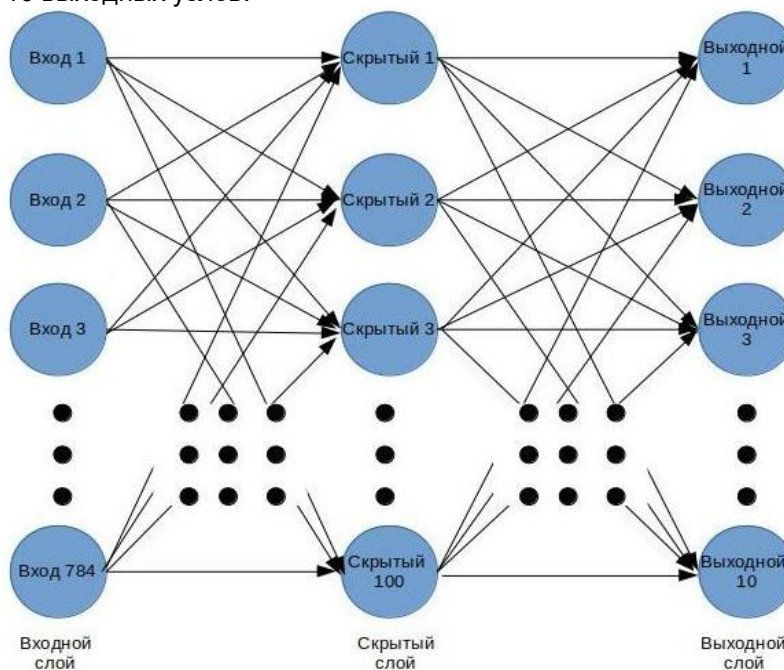 10 выходных узлов.
Вход 1
Скрытый 1
Выходной
1
Вход 2
Скрытый 2
Выходной
2
Вход 3
Скрытый 3
Выходной
3
Вход 784
Скрытый
100
Выходной
10
Входной
слой
Скрытый
слой
Выходной
слой